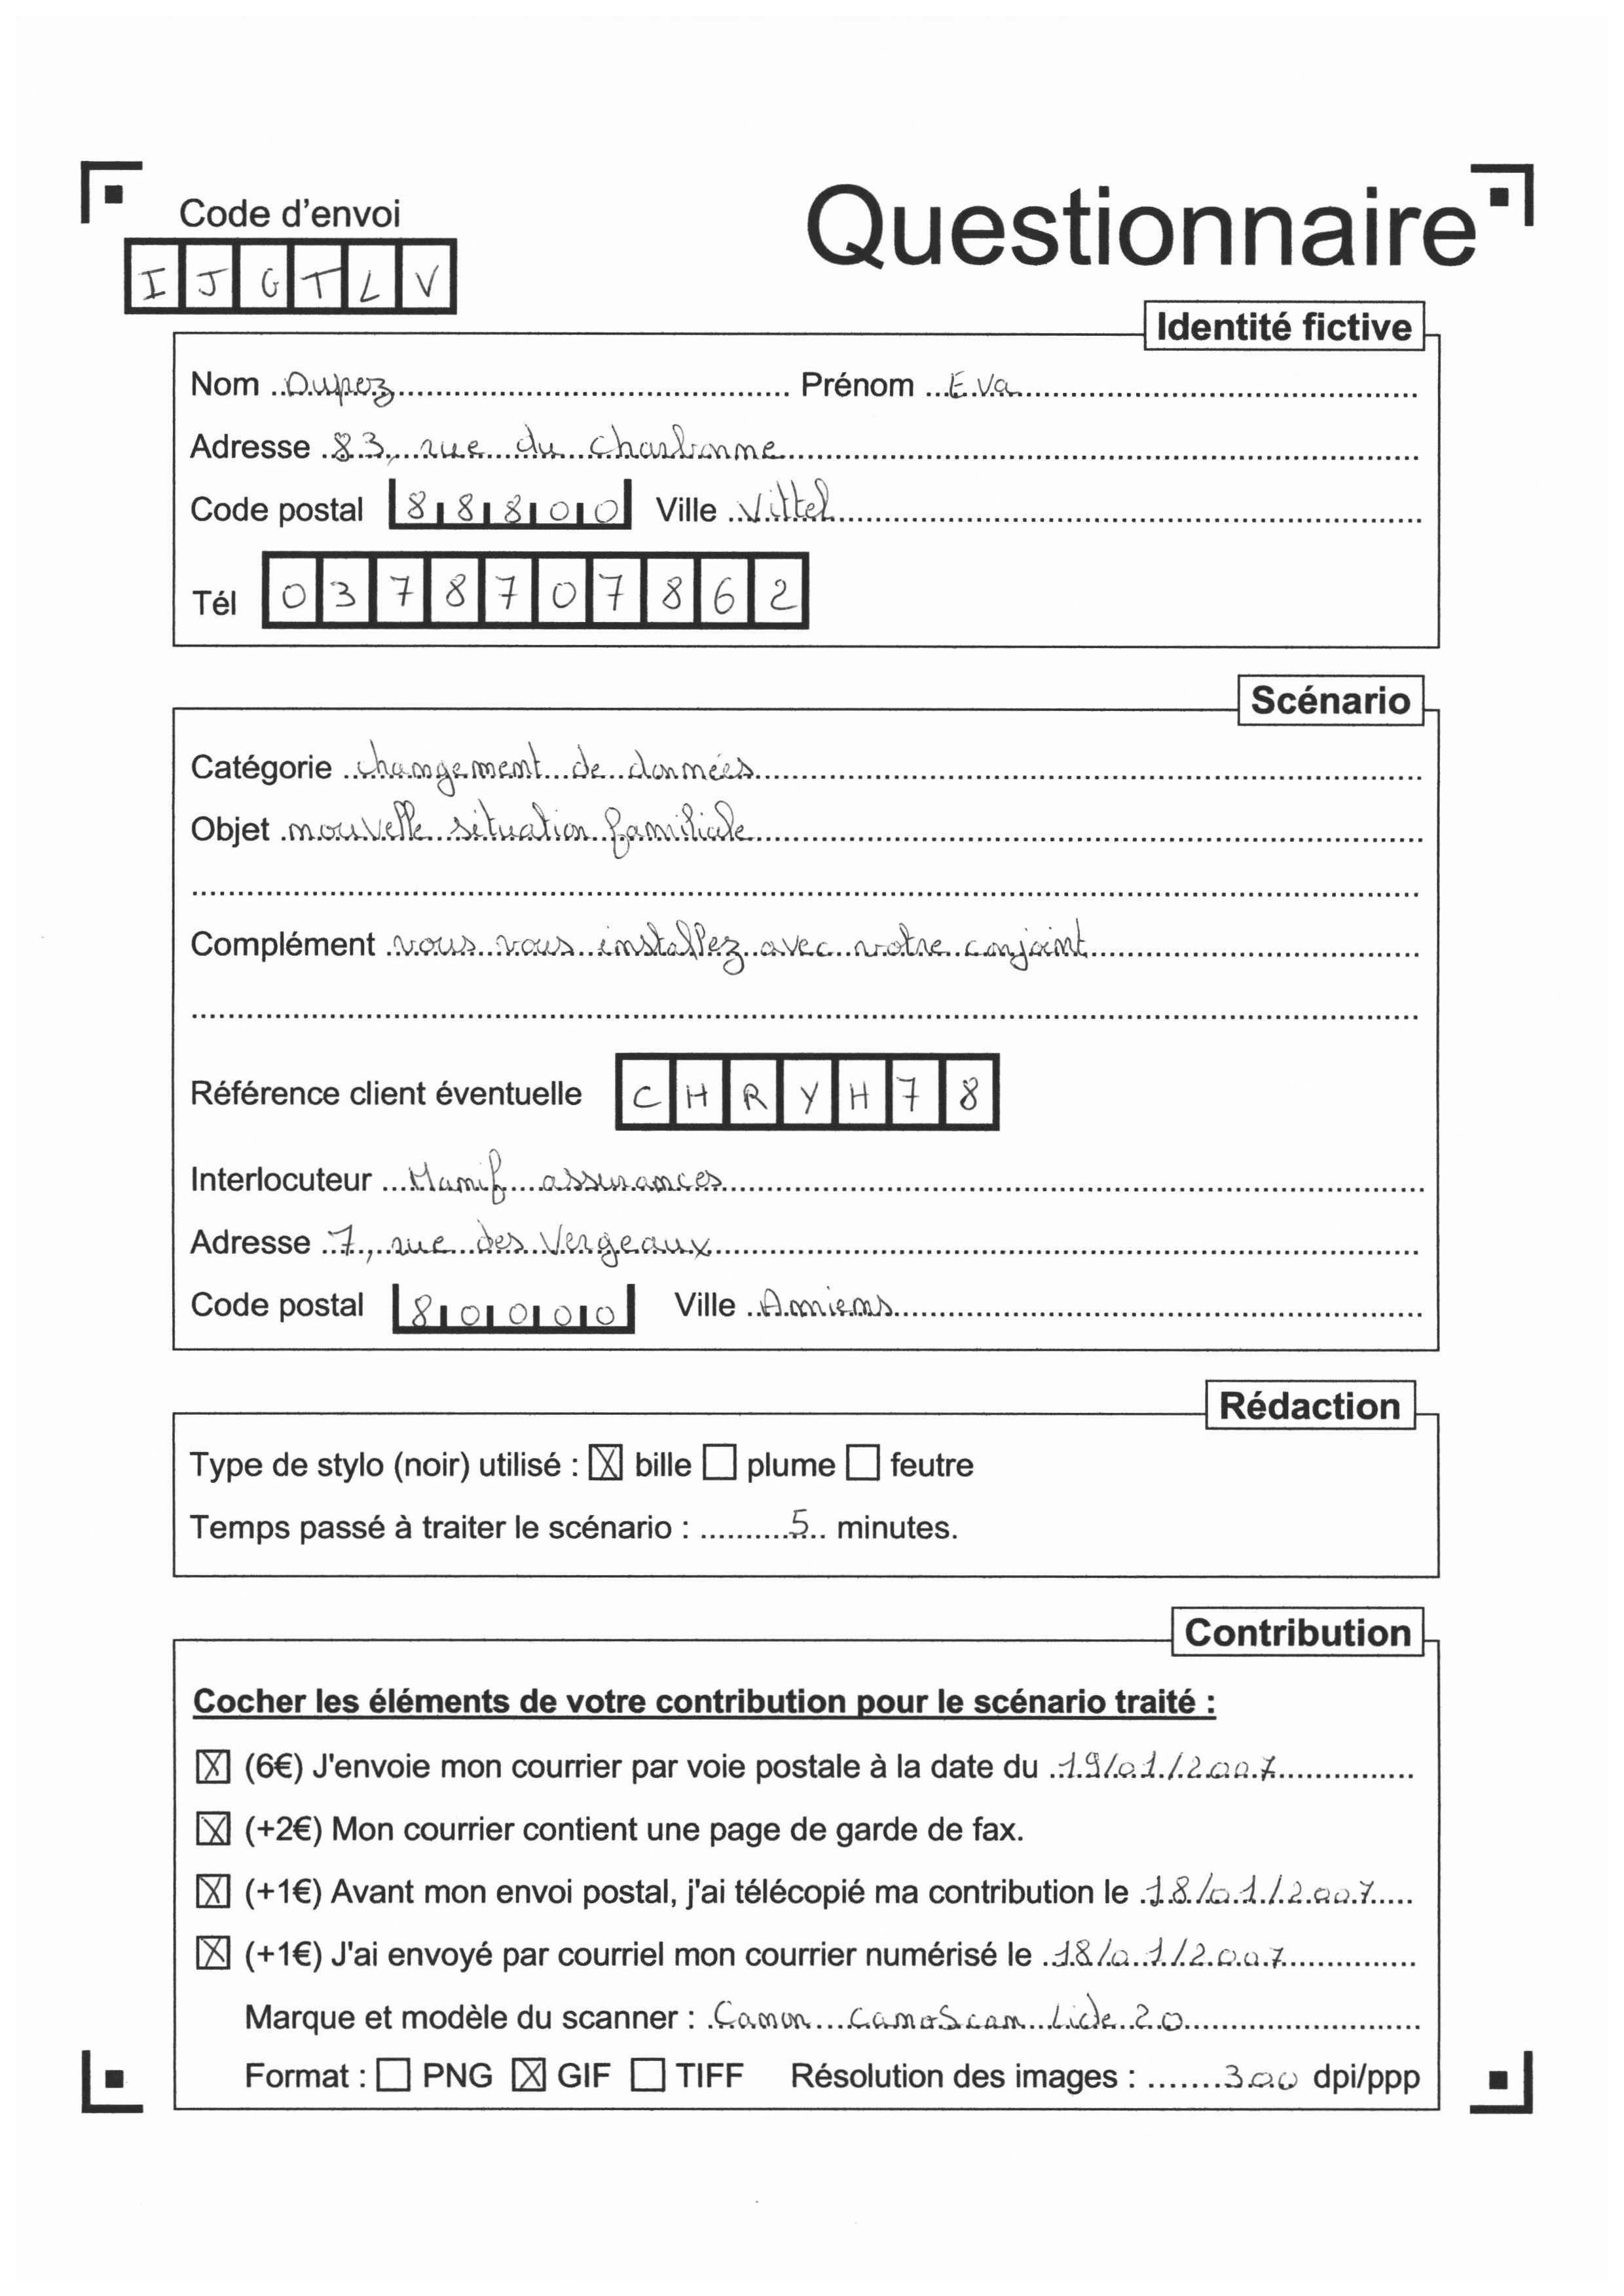 Code d'envoi
Questionnaire
I J G T L V
Identité fictive
Nom Dupez Prénom Eva
Adresse 83, rue du charbonne
Code postal 88800 Ville Vittel
Tél 0378707862
Scénario
Catégorie changement de données
Objet nouvelle situation familiale
Complément vous vous installez avec votre conjoint
Référence client éventuelle C H R Y H 7 8
Interlocuteur Mamif assurances
Adresse 7, rue des Vergeaux
Code postal 80000 Ville Amiens
Rédaction
Type de stylo (noir) utilisé : ☒ bille ☐ plume ☐ feutre
Temps passé à traiter le scénario : 5 minutes.
Contribution
Cocher les éléments de votre contribution pour le scénario traité :
☒ (6€) J'envoie mon courrier par voie postale à la date du 19/01/2007
☒ (+2€) Mon courrier contient une page de garde de fax.
☒ (+1€) Avant mon envoi postal, j'ai télécopié ma contribution le 18/01/2007
☒ (+1€) J'ai envoyé par courriel mon courrier numérisé le 18/01/2007
Marque et modèle du scanner : Canon CanoScan Lide 20
Format : ☐ PNG ☒ GIF ☐ TIFF Résolution des images : 300 dpi/ppp